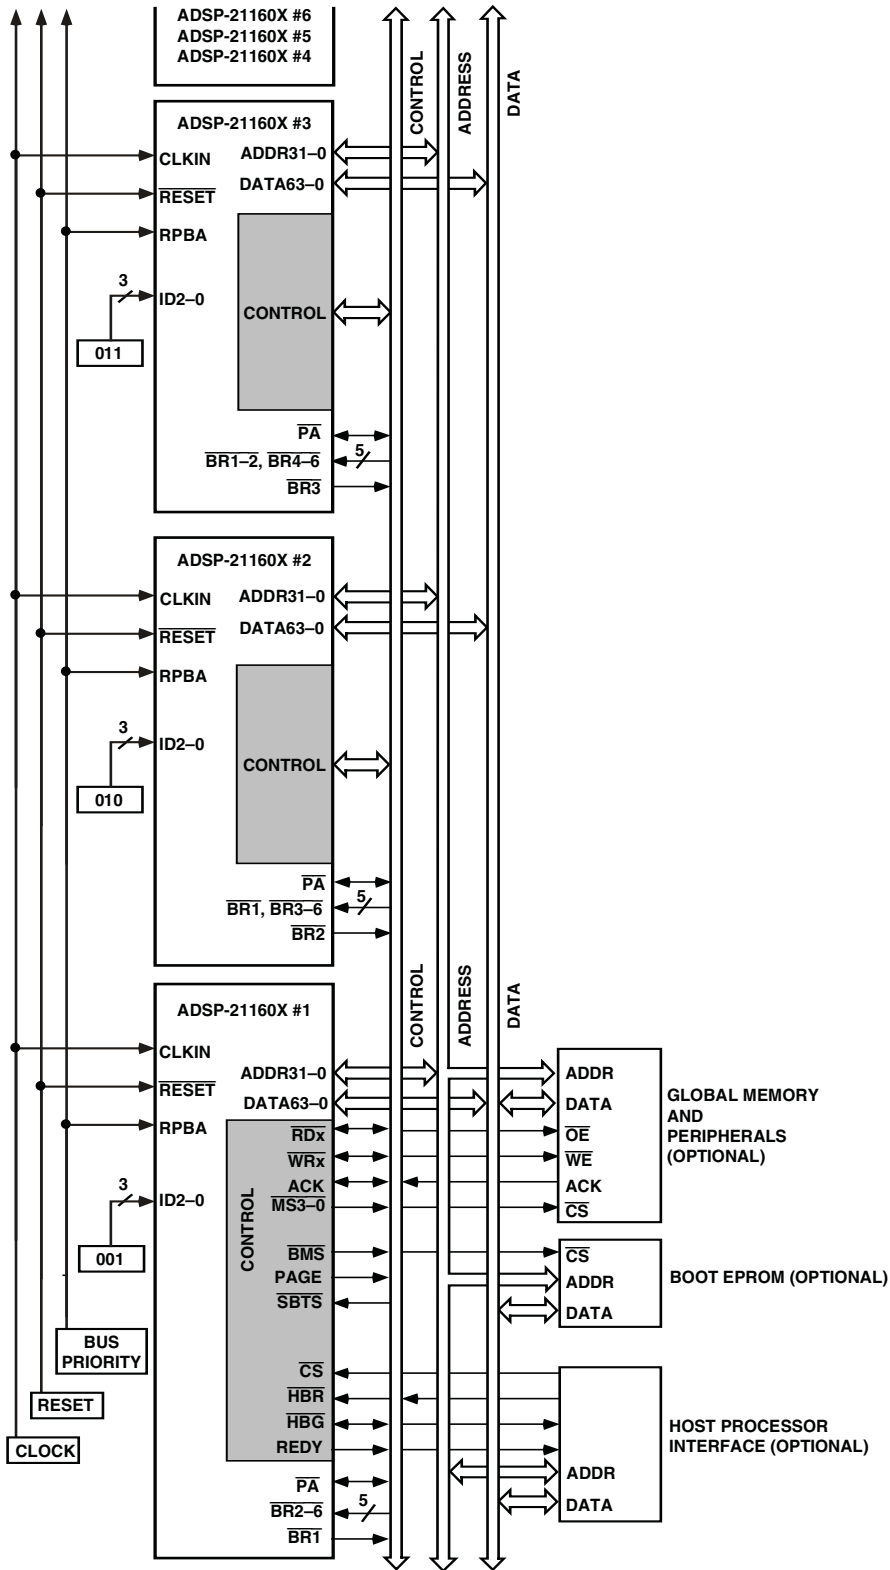 ADSP-21160X #6
ADSP-21160X #5
ADSP-21160X #4
CONTROL
ADDRESS
DATA
ADSP-21160X #3
CLKIN
ADDR31–0
RESET
DATA63–0
RPBA
3
ID2–0
CONTROL
011
PA
BR1–2, BR4–6
5
BR3
ADSP-21160X #2
CLKIN
ADDR31–0
RESET
DATA63–0
RPBA
3
ID2–0
CONTROL
010
PA
BR1, BR3–6
5
BR2
CONTROL
ADDRESS
DATA
ADSP-21160X #1
CLKIN
ADDR31–0
RESET
DATA63–0
RPBA
3
ID2–0
001
CONTROL
RDx
WRx
ACK
MS3–0
BMS
PAGE
SBTS
CS
HBR
HBG
REDY
PA
BR2–6
5
BR1
ADDR
DATA
OE
WE
ACK
CS
GLOBAL MEMORY
AND
PERIPHERALS
(OPTIONAL)
CS
ADDR
DATA
BOOT EPROM (OPTIONAL)
HOST PROCESSOR
INTERFACE (OPTIONAL)
ADDR
DATA
BUS
PRIORITY
RESET
CLOCK